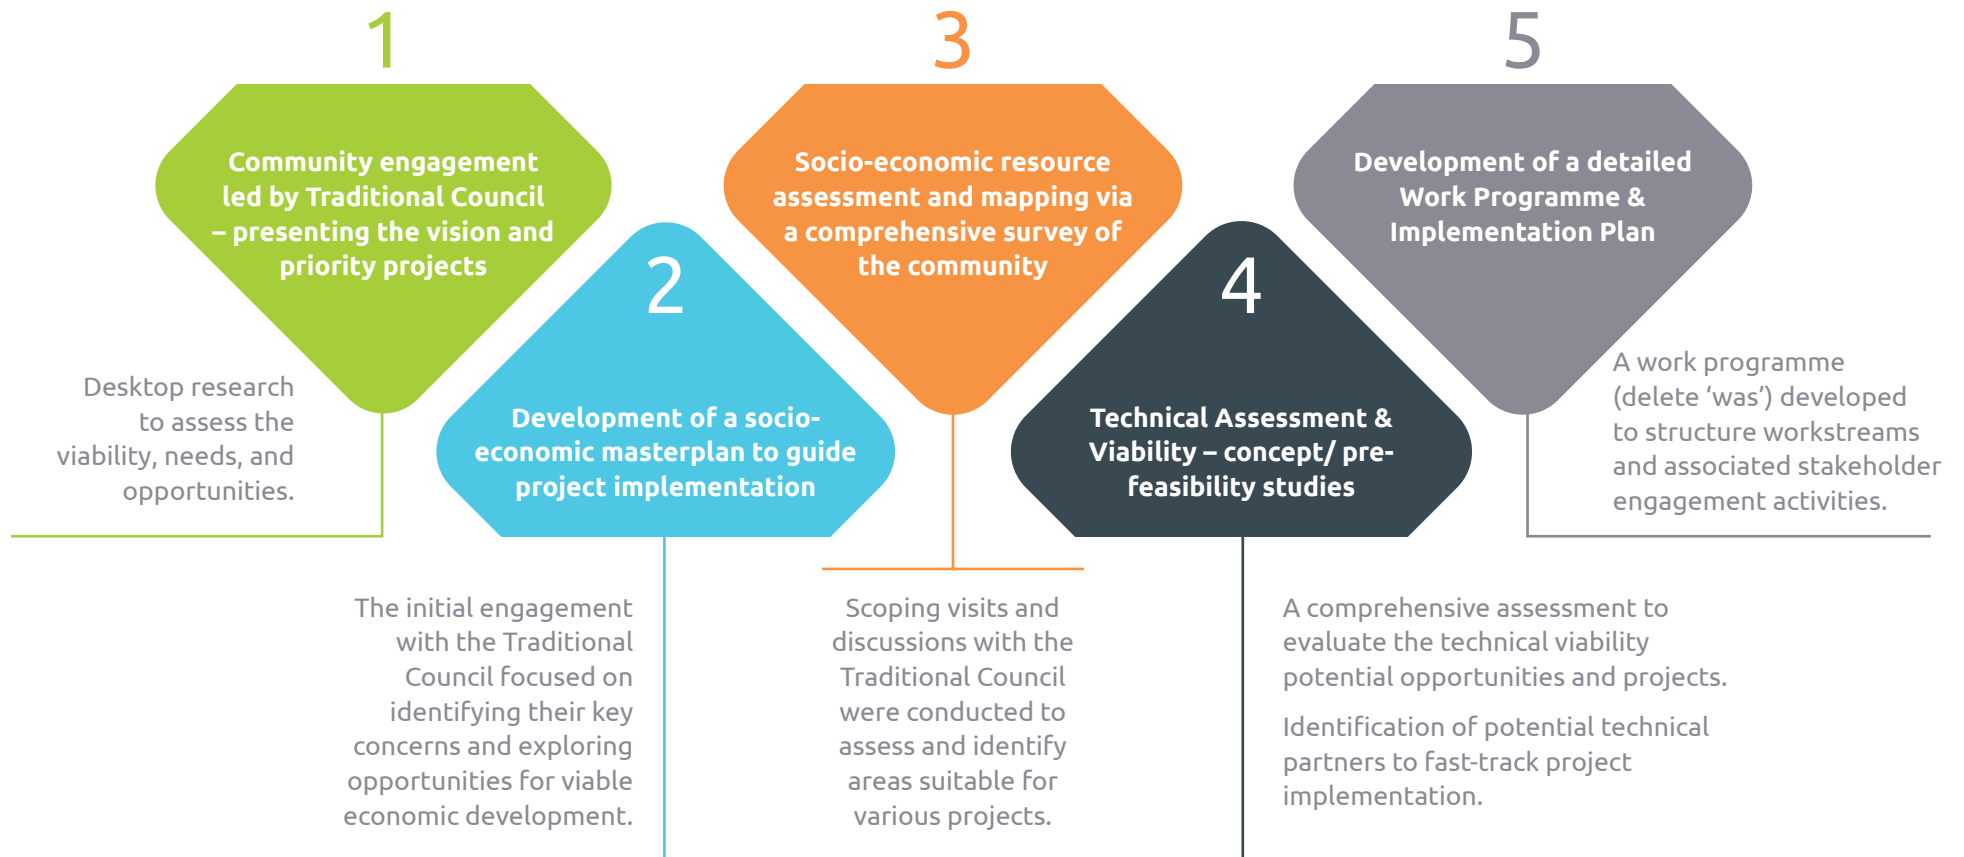 1
Community engagement
led by Traditional Council
– presenting the vision and
priority projects
Desktop research
to assess the
viability, needs, and
opportunities.
2
Development of a socio-
economic masterplan to guide
project implementation
The initial engagement
with the Traditional
Council focused on
identifying their key
concerns and exploring
opportunities for viable
economic development.
3
Socio-economic resource
assessment and mapping via
a comprehensive survey of
the community
Scoping visits and
discussions with the
Traditional Council
were conducted to
assess and identify
areas suitable for
various projects.
4
Technical Assessment &
Viability – concept/ pre-
feasibility studies
A comprehensive assessment to
evaluate the technical viability
potential opportunities and projects.
Identification of potential technical
partners to fast-track project
implementation.
5
Development of a detailed
Work Programme &
Implementation Plan
A work programme
(delete ‘was’) developed
to structure workstreams
and associated stakeholder
engagement activities.